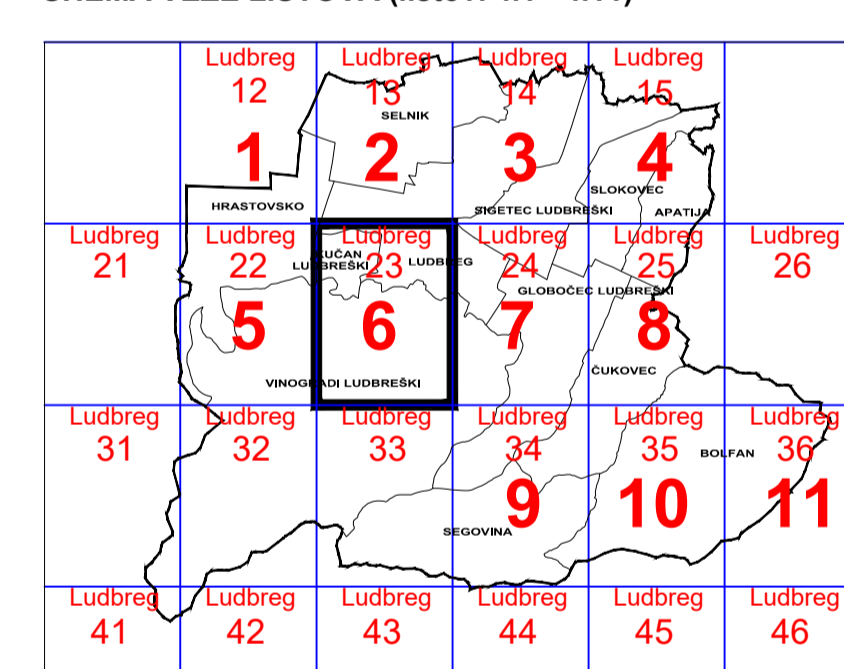 Ludbreg
12
Ludbreg
13
Ludbreg
14
Ludbreg
15
SELNIK
1
2
3
4
SLOKOVEC
HRASTOVSKO
SIGETEC LUDBREŠKI
APATIJA
Ludbreg
21
Ludbreg
22
Ludbreg
23
Ludbreg
24
Ludbreg
25
Ludbreg
26
KUČAN
LUDBREŠKI
LUDBREG
GLOBOČEC LUDBREŠKI
5
6
7
8
ČUKOVEC
VINOGRADI LUDBREŠKI
Ludbreg
31
Ludbreg
32
Ludbreg
33
Ludbreg
34
Ludbreg
35
Ludbreg
36
BOLFAN
9
10
11
SEGOVINA
Ludbreg
41
Ludbreg
42
Ludbreg
43
Ludbreg
44
Ludbreg
45
Ludbreg
46